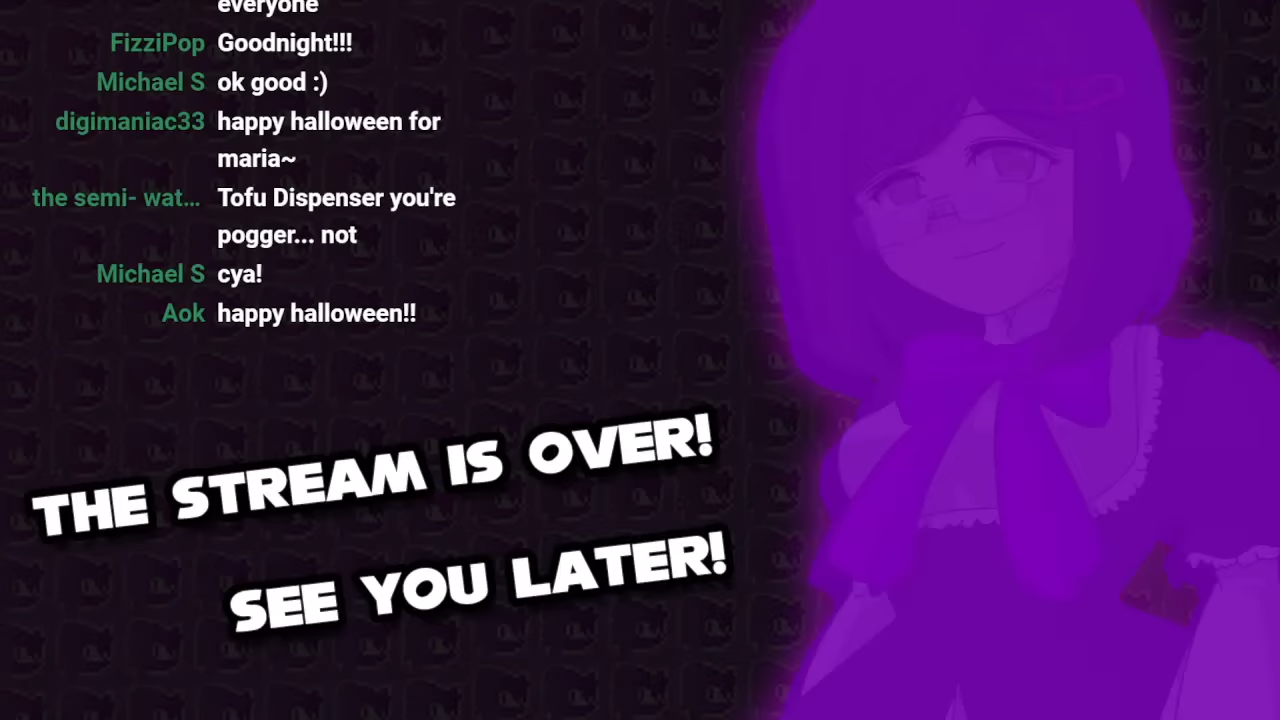 everyone
FizziPop Goodnight!!!
Michael S ok good :)
digimaniac33 happy halloween for
maria~
the semi- wat... Tofu Dispenser you're
pogger... not
Michael S cya!
Aok happy halloween!!
THE STREAM IS OVER!
SEE YOU LATER!